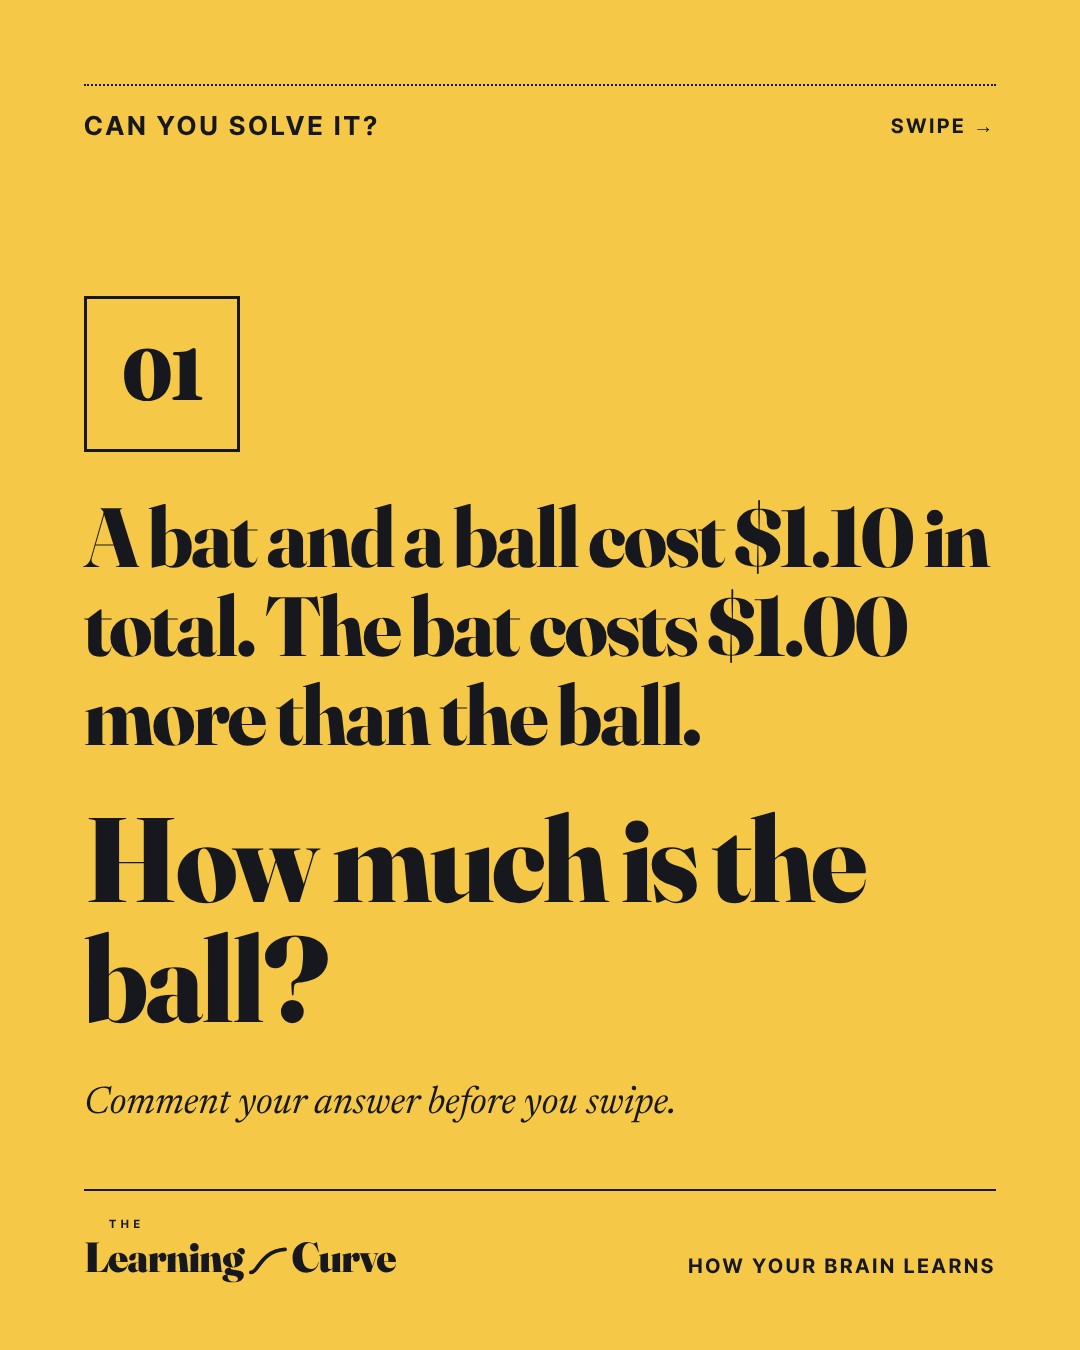 CAN YOU SOLVE IT?
SWIPE →
01
A bat and a ball cost $1.10 in
total. The bat costs $1.00
more than the ball.
How much is the
ball?
Comment your answer before you swipe.
THE
Learning Curve
HOW YOUR BRAIN LEARNS